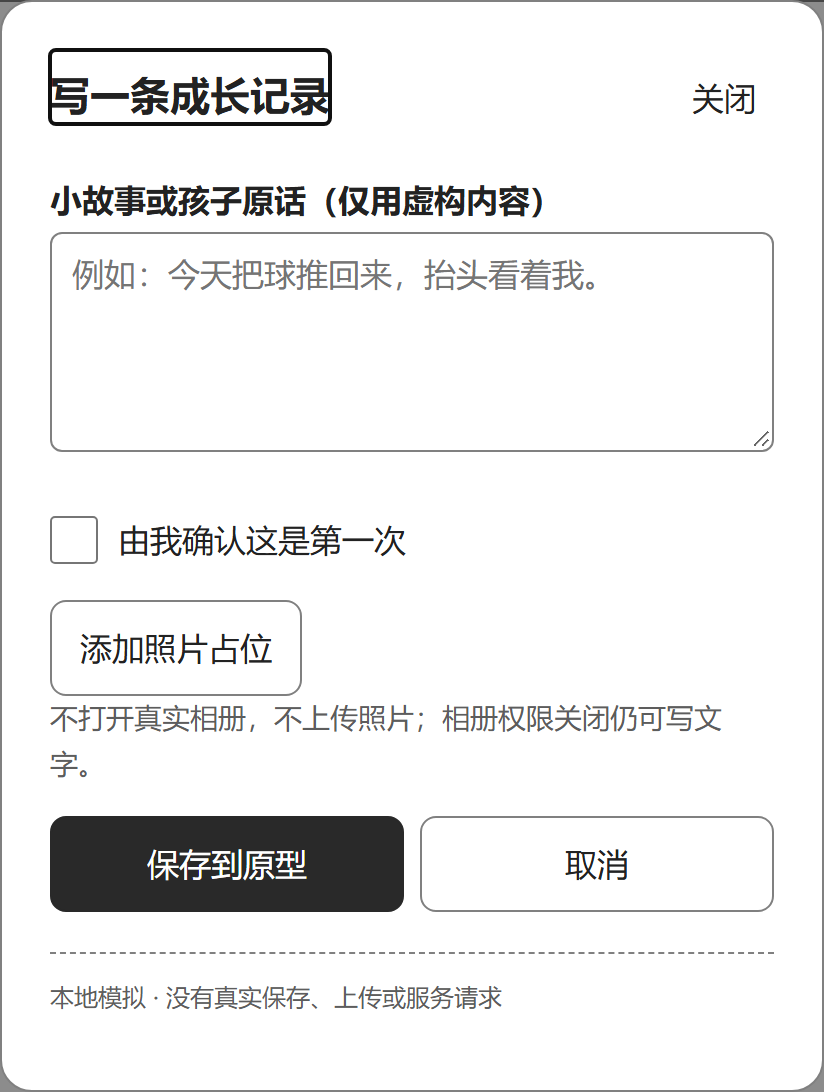 写一条成长记录
关闭
小故事或孩子原话（仅用虚构内容）
例如：今天把球推回来，抬头看着我。
由我确认这是第一次
添加照片占位
不打开真实相册，不上传照片；相册权限关闭仍可写文
字。
保存到原型
取消
本地模拟 · 没有真实保存、上传或服务请求